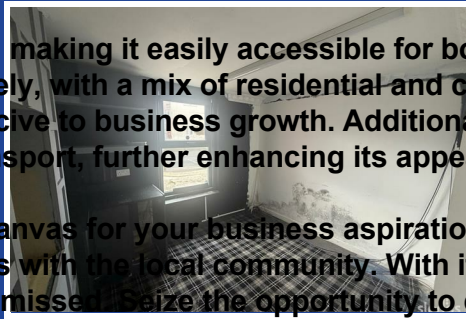 making it easily accessible for bo
ely, with a mix of residential and c
cive to business growth. Additiona
sport, further enhancing its appe
anvas for your business aspiratio
s with the local community. With i
missed. Seize the opportunity to